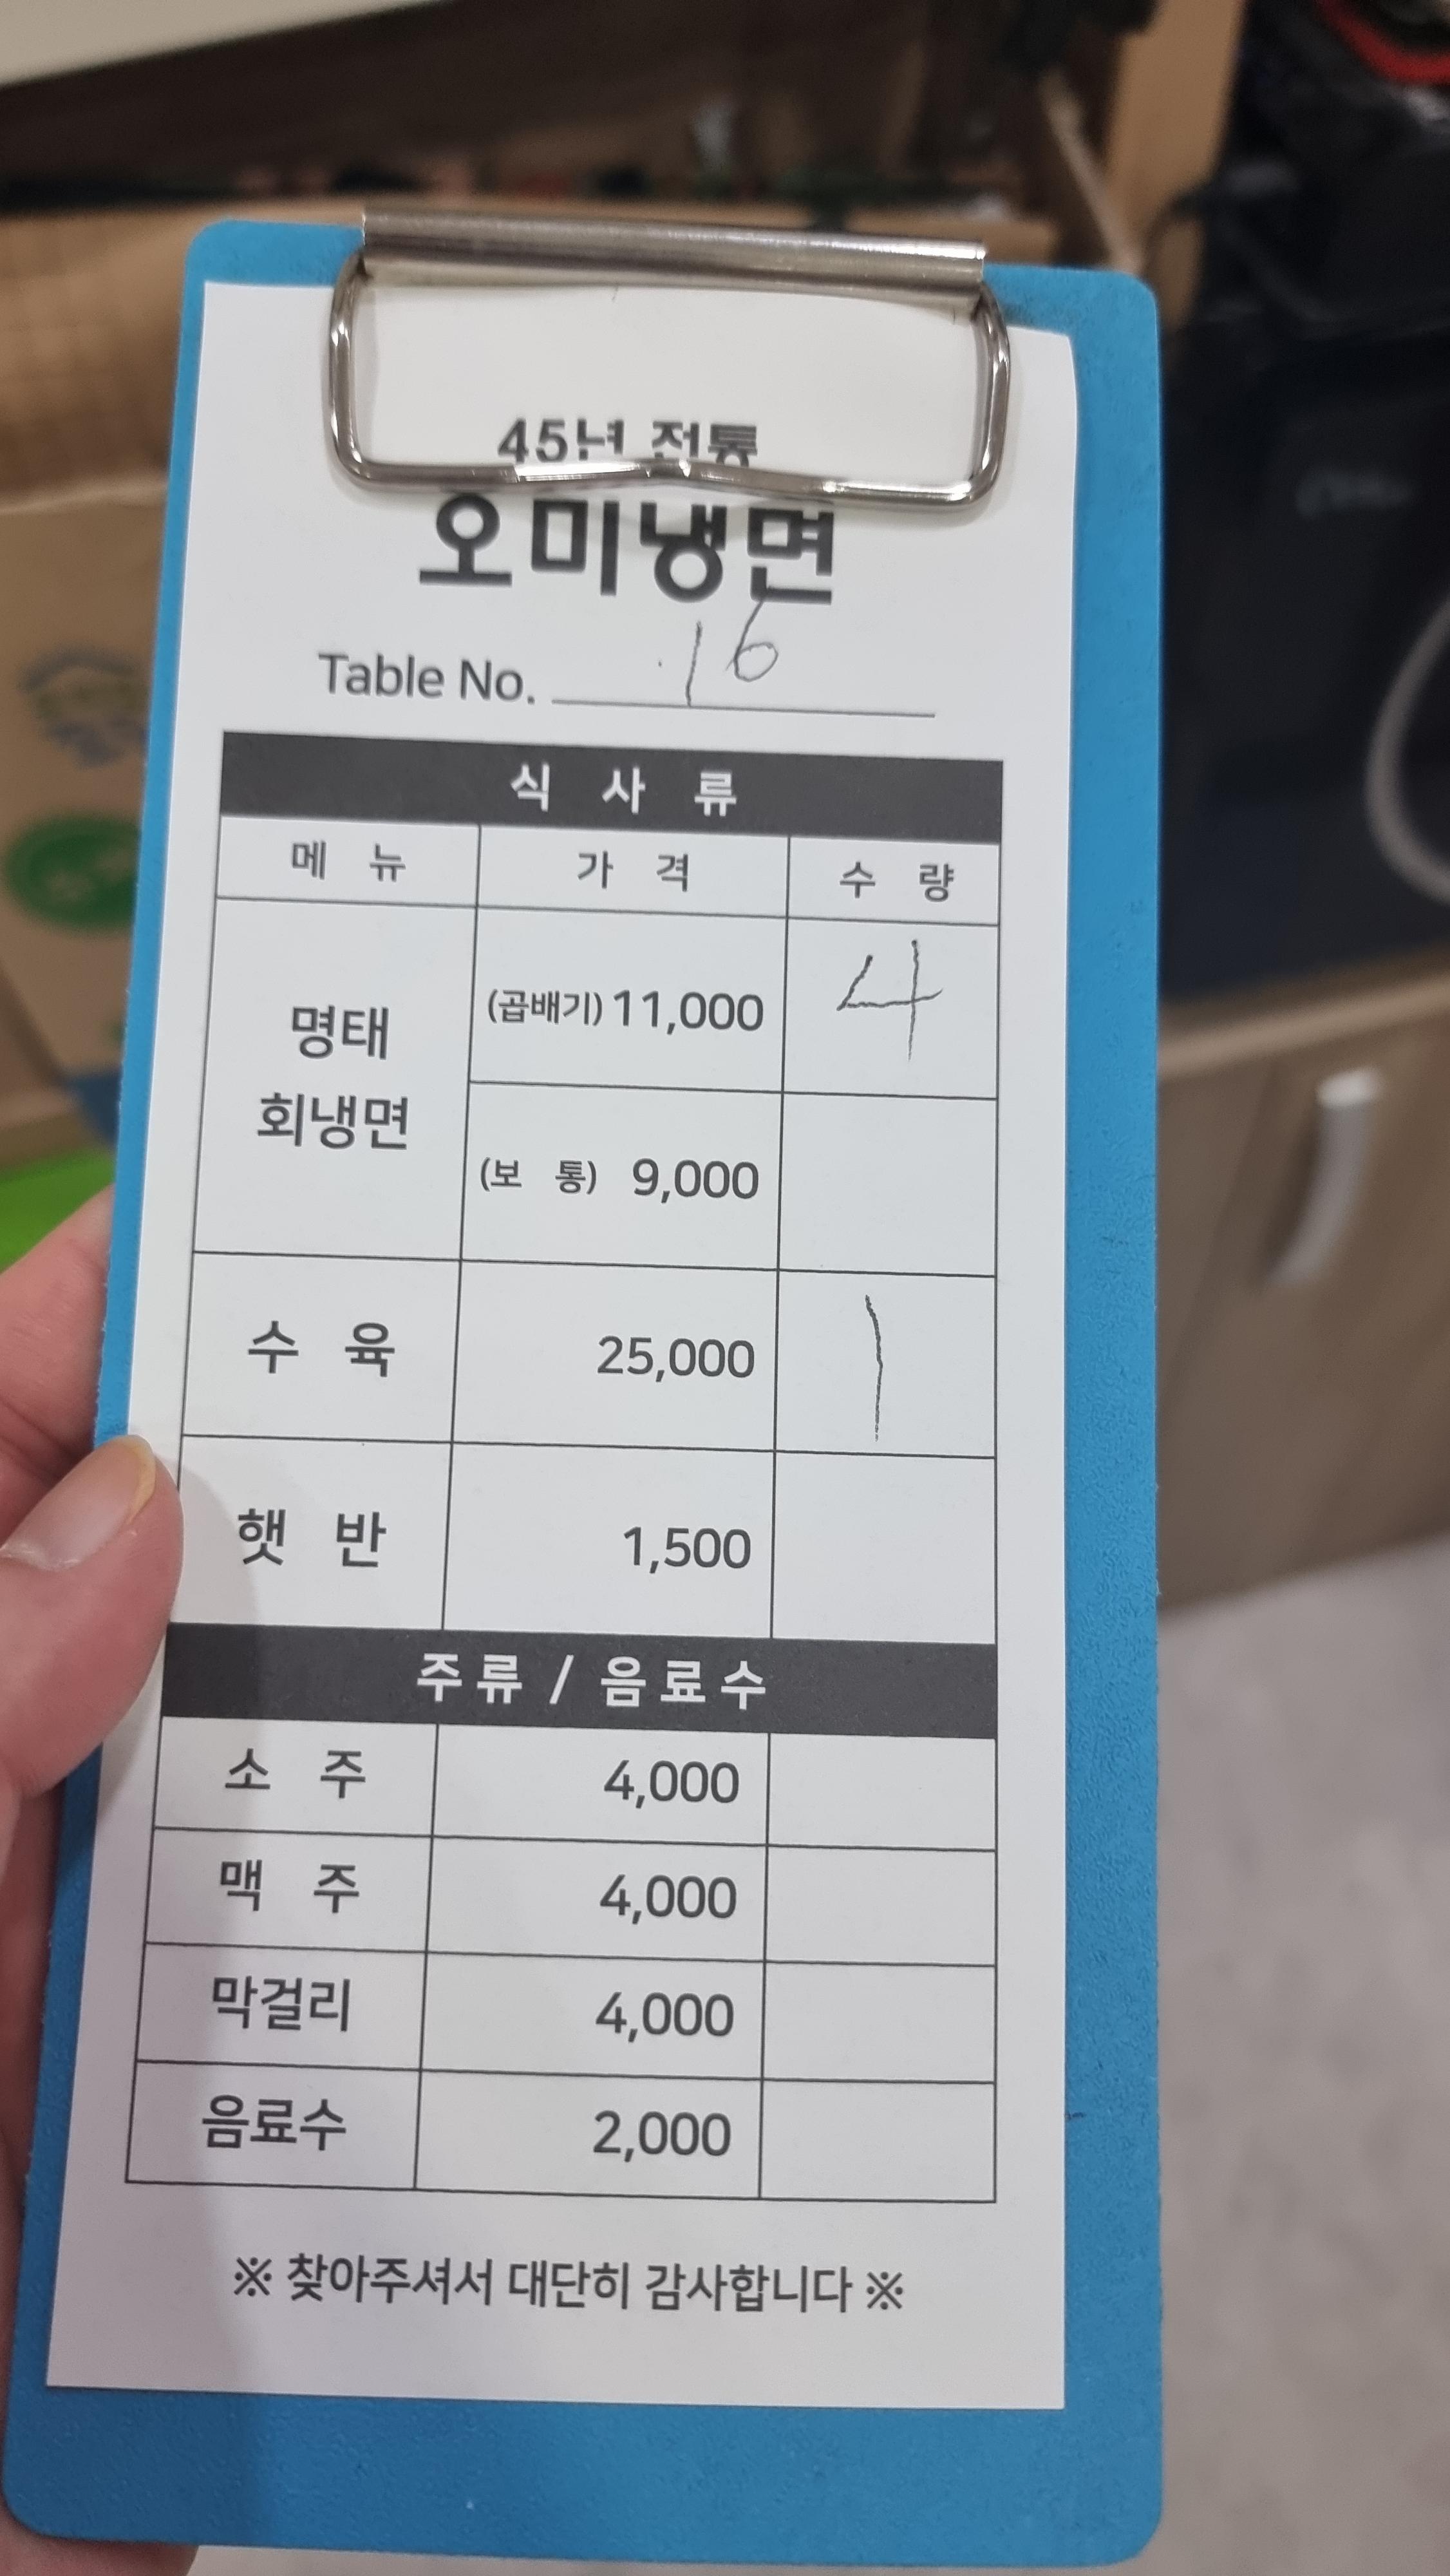 45년 전통
오미냉면
Table No. 16
식 사 류
메 뉴 가 격 수 량
명태
회냉면
(곱배기) 11,000 4
(보 통) 9,000
수 육 25,000 1
햇 반 1,500
주류 / 음료수
소 주 4,000
맥 주 4,000
막걸리 4,000
음료수 2,000
※ 찾아주셔서 대단히 감사합니다 ※